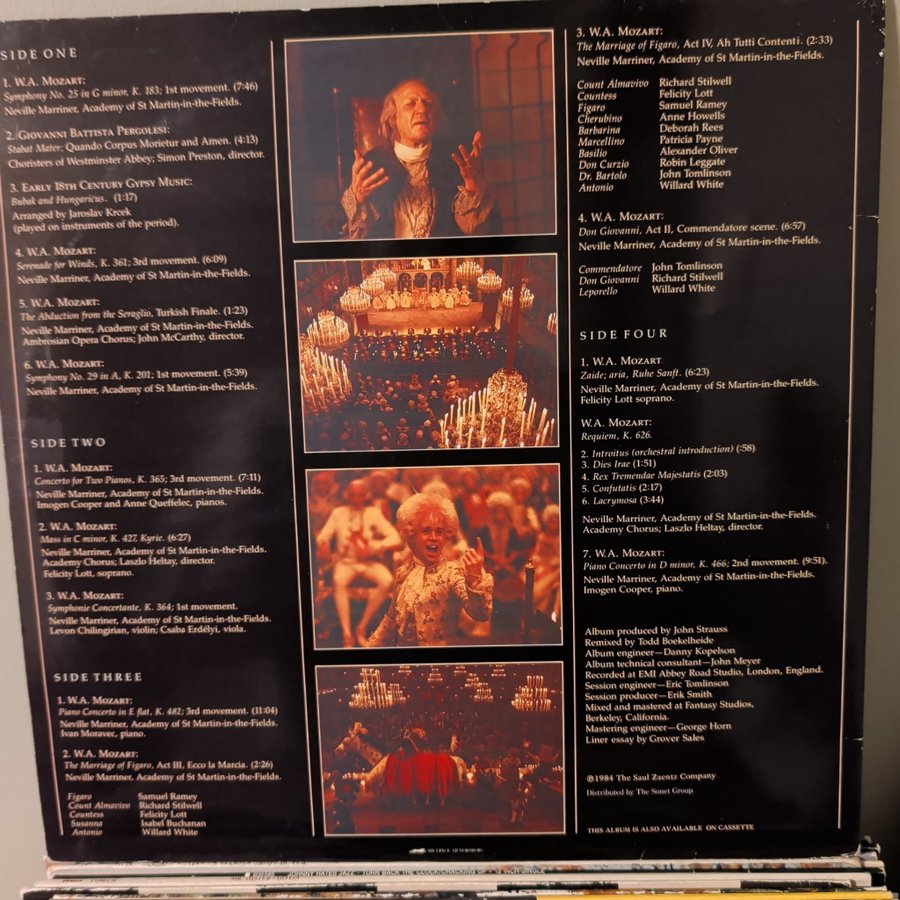 SIDE ONE
1. W.A. MOZART:
Symphony No. 25 in G minor, K. 183; 1st movement. (7:46)
Neville Marriner, Academy of St Martin-in-the-Fields.
2. GIOVANNI BATTISTA PERGOLESI:
Stabat Mater: Quando Corpus Morietur and Amen. (4:13)
Choristers of Westminster Abbey; Simon Preston, director.
3. EARLY 18TH CENTURY GYPSY MUSIC:
Bubak and Hungaricus. (1:17)
Arranged by Jaroslav Krcek
(played on instruments of the period).
4. W.A. MOZART:
Serenade for Winds, K. 361; 3rd movement. (6:09)
Neville Marriner, Academy of St Martin-in-the-Fields.
5. W.A. MOZART:
The Abduction from the Seraglio, Turkish Finale. (1:23)
Neville Marriner, Academy of St Martin-in-the-Fields.
Ambrosian Opera Chorus; John McCarthy, director.
6. W.A. MOZART:
Symphony No. 29 in A, K. 201; 1st movement. (5:39)
Neville Marriner, Academy of St Martin-in-the-Fields.
SIDE TWO
1. W.A. MOZART:
Concerto for Two Pianos, K. 365; 3rd movement. (7:11)
Neville Marriner, Academy of St Martin-in-the-Fields.
Imogen Cooper and Anne Queffelec, pianos.
2. W.A. MOZART:
Mass in C minor, K. 427, Kyrie. (6:27)
Neville Marriner, Academy of St Martin-in-the-Fields.
Academy Chorus; Laszlo Heltay, director.
Felicity Lott, soprano.
3. W.A. MOZART:
Symphonie Concertante, K. 364; 1st movement.
Neville Marriner, Academy of St Martin-in-the-Fields.
Levon Chilingirian, violin; Csaba Erdélyi, viola.
SIDE THREE
1. W.A. MOZART:
Piano Concerto in E flat, K. 482; 3rd movement. (11:04)
Neville Marriner, Academy of St Martin-in-the-Fields.
Ivan Moravec, piano.
2. W.A. MOZART:
The Marriage of Figaro, Act III, Ecco la Marcia. (2:26)
Neville Marriner, Academy of St Martin-in-the-Fields.
Figaro Samuel Ramey
Count Almavivo Richard Stilwell
Countess Felicity Lott
Susanna Isabel Buchanan
Antonio Willard White
3. W.A. MOZART:
The Marriage of Figaro, Act IV, Ah Tutti Contenti. (2:33)
Neville Marriner, Academy of St Martin-in-the-Fields.
Count Almavivo Richard Stilwell
Countess Felicity Lott
Figaro Samuel Ramey
Cherubino Anne Howells
Barbarina Deborah Rees
Marcellino Patricia Payne
Basilio Alexander Oliver
Don Curzio Robin Leggate
Dr. Bartolo John Tomlinson
Antonio Willard White
4. W.A. MOZART:
Don Giovanni, Act II, Commendatore scene. (6:57)
Neville Marriner, Academy of St Martin-in-the-Fields.
Commendatore John Tomlinson
Don Giovanni Richard Stilwell
Leporello Willard White
SIDE FOUR
1. W.A. MOZART
Zaide; aria, Ruhe Sanft. (6:23)
Neville Marriner, Academy of St Martin-in-the-Fields.
Felicity Lott soprano.
W.A. MOZART:
Requiem, K. 626.
2. Introitus (orchestral introduction) (:58)
3. Dies Irae (1:51)
4. Rex Tremendae Majestatis (2:03)
5. Confutatis (2:17)
6. Lacrymosa (3:44)
Neville Marriner, Academy of St Martin-in-the-Fields.
Academy Chorus; Laszlo Heltay, director.
7. W.A. MOZART:
Piano Concerto in D minor, K. 466; 2nd movement. (9:51).
Neville Marriner, Academy of St Martin-in-the-Fields.
Imogen Cooper, piano.
Album produced by John Strauss
Remixed by Todd Boekelheide
Album engineer—Danny Kopelson
Album technical consultant—John Meyer
Recorded at EMI Abbey Road Studio, London, England.
Session engineer—Eric Tomlinson
Session producer—Erik Smith
Mixed and mastered at Fantasy Studios,
Berkeley, California.
Mastering engineer—George Horn
Liner essay by Grover Sales
℗1984 The Saul Zaentz Company
Distributed by The Sonet Group
THIS ALBUM IS ALSO AVAILABLE ON CASSETTE
JOHNNY HATES JAZZ · TURN BACK THE CLOCK/CRACKING UP · 12 INCH SINGLE